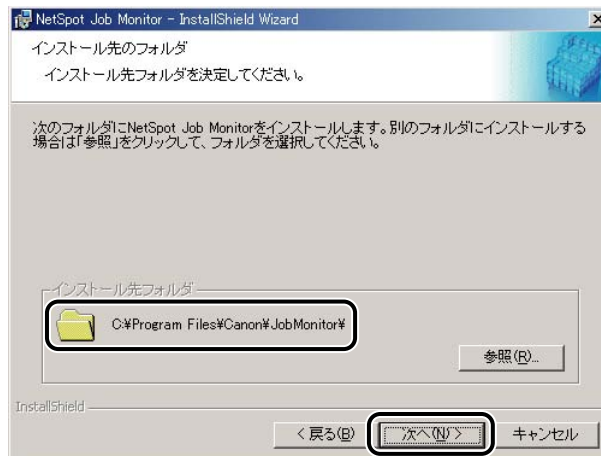 NetSpot Job Monitor - InstallShield Wizard
インストール先のフォルダ
インストール先フォルダを決定してください。
次のフォルダにNetSpot Job Monitorをインストールします。別のフォルダにインストールする
場合は「参照」をクリックして、フォルダを選択してください。
インストール先フォルダ
C:¥Program Files¥Canon¥JobMonitor¥
参照(R)...
InstallShield
< 戻る(B) 次へ(N) > キャンセル